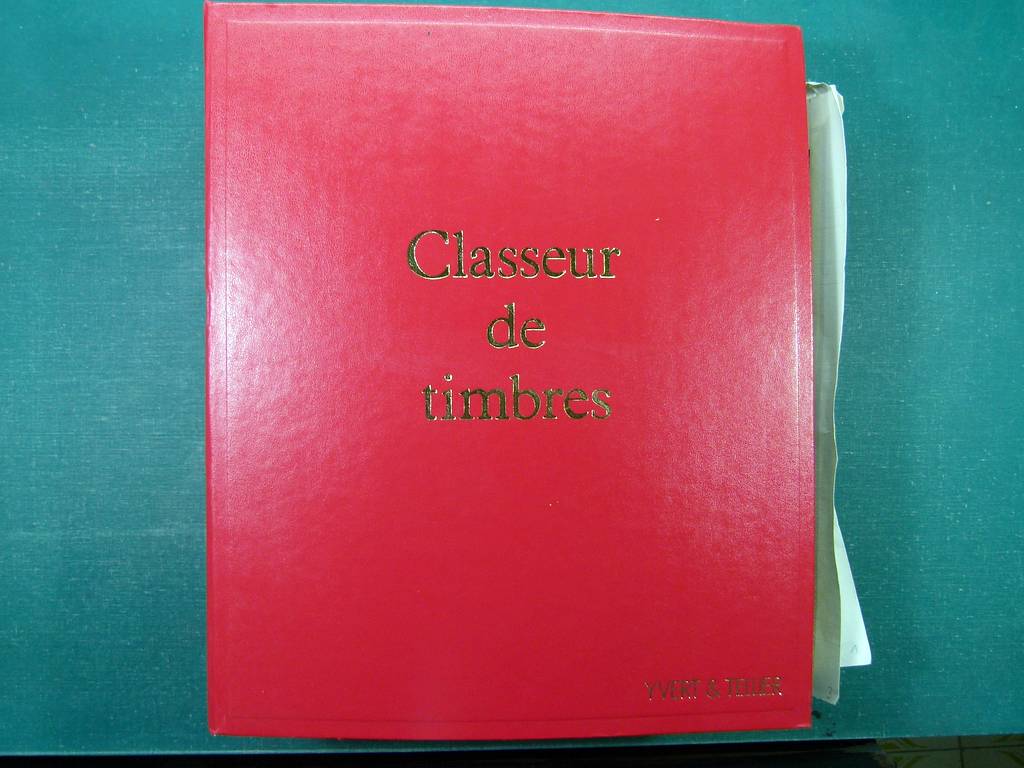 Classeur
de
timbres
YVERT & TELLIER